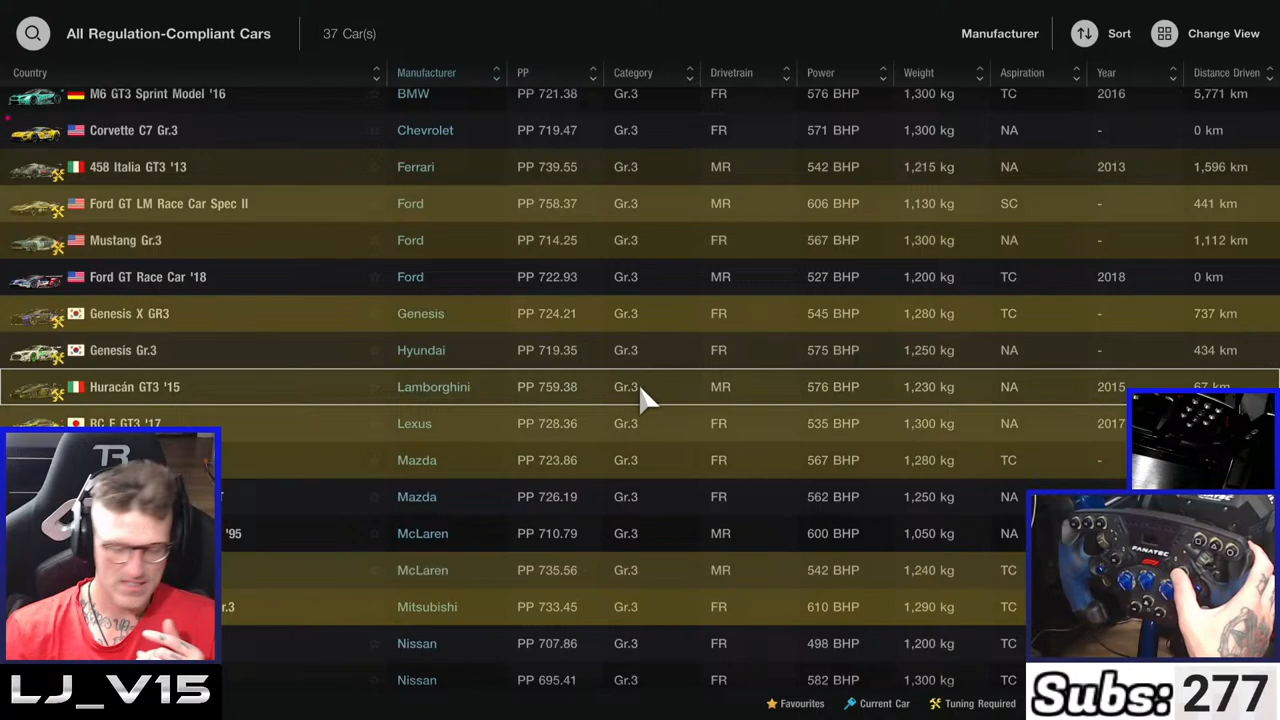 All Regulation-Compliant Cars 37 Car(s) Manufacturer Sort Change View
Country Manufacturer PP Category Drivetrain Power Weight Aspiration Year Distance Driven
M6 GT3 Sprint Model '16 BMW PP 721.38 Gr.3 FR 576 BHP 1,300 kg TC 2016 5,771 km
Corvette C7 Gr.3 Chevrolet PP 719.47 Gr.3 FR 571 BHP 1,300 kg NA - 0 km
458 Italia GT3 '13 Ferrari PP 739.55 Gr.3 MR 542 BHP 1,215 kg NA 2013 1,596 km
Ford GT LM Race Car Spec II Ford PP 758.37 Gr.3 MR 606 BHP 1,130 kg SC - 441 km
Mustang Gr.3 Ford PP 714.25 Gr.3 FR 567 BHP 1,300 kg NA - 1,112 km
Ford GT Race Car '18 Ford PP 722.93 Gr.3 MR 527 BHP 1,200 kg TC 2018 0 km
Genesis X GR3 Genesis PP 724.21 Gr.3 FR 545 BHP 1,280 kg TC - 737 km
Genesis Gr.3 Hyundai PP 719.35 Gr.3 FR 575 BHP 1,250 kg NA - 434 km
Huracán GT3 '15 Lamborghini PP 759.38 Gr.3 MR 576 BHP 1,230 kg NA 2015 67 km
RC F GT3 '17 Lexus PP 728.36 Gr.3 FR 535 BHP 1,300 kg NA 2017
Mazda PP 723.86 Gr.3 FR 567 BHP 1,280 kg TC -
Mazda PP 726.19 Gr.3 FR 562 BHP 1,250 kg NA
'95 McLaren PP 710.79 Gr.3 MR 600 BHP 1,050 kg NA
McLaren PP 735.56 Gr.3 MR 542 BHP 1,240 kg TC
r.3 Mitsubishi PP 733.45 Gr.3 FR 610 BHP 1,290 kg TC
Nissan PP 707.86 Gr.3 FR 498 BHP 1,200 kg TC
Nissan PP 695.41 Gr.3 FR 582 BHP 1,300 kg TC
Favourites Current Car Tuning Required
FANATEC
LJ_V15
Subs: 277